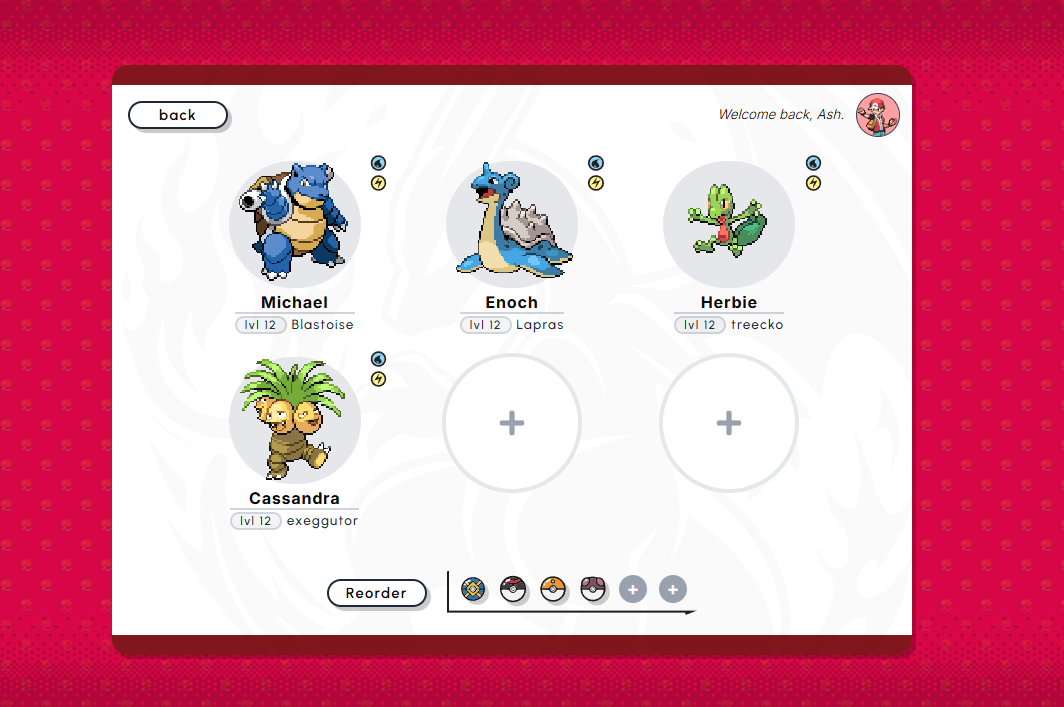 back
Welcome back, Ash.
Michael
lvl 12 Blastoise
Enoch
lvl 12 Lapras
Herbie
lvl 12 treecko
Cassandra
lvl 12 exeggutor
Reorder